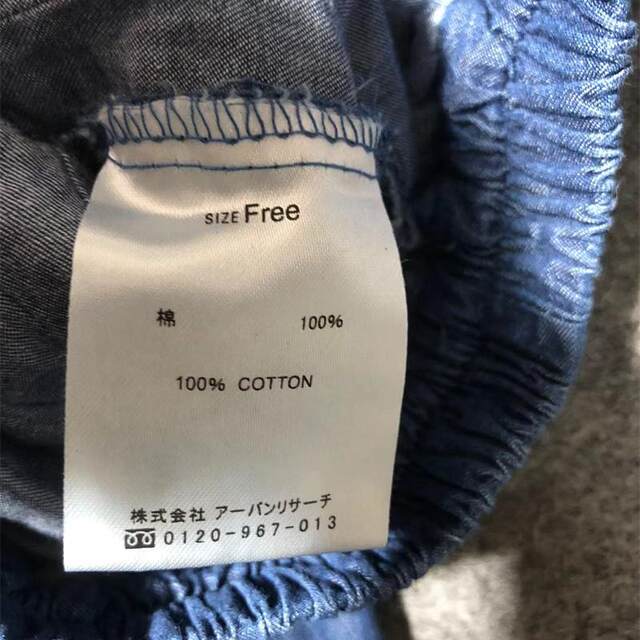 SIZE Free
棉 100%
100% COTTON
株式会社 アーバンリサーチ
0120-967-013